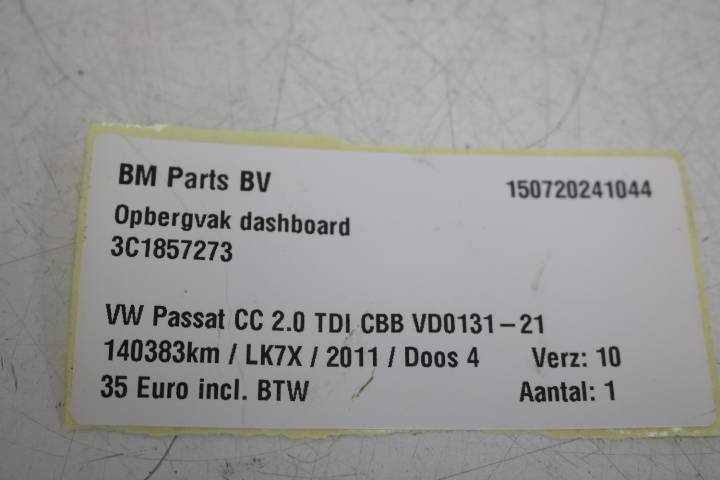 BM Parts BV 150720241044
Opbergvak dashboard
3C1857273
VW Passat CC 2.0 TDI CBB VD0131-21
140383km / LK7X / 2011 / Doos 4 Verz: 10
35 Euro incl. BTW Aantal: 1